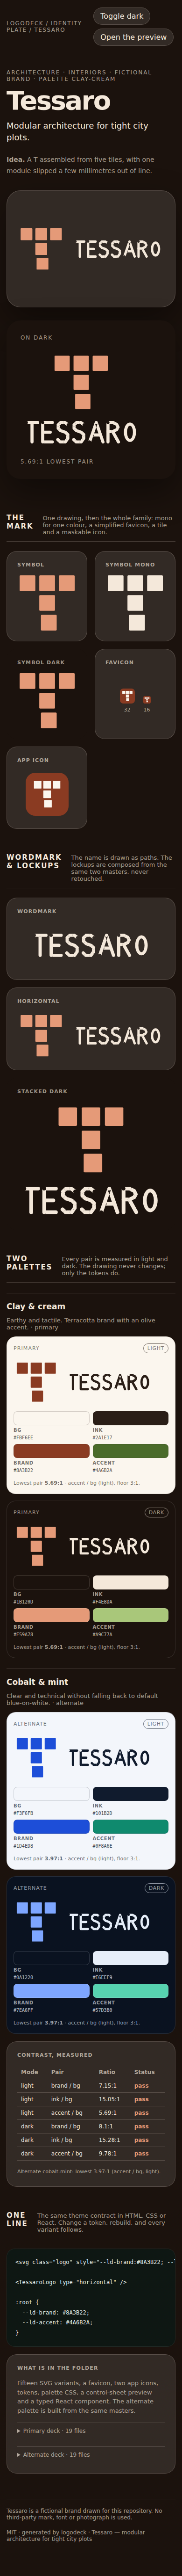 LOGODECK / IDENTITY
PLATE / TESSARO
Toggle dark
Open the preview
ARCHITECTURE · INTERIORS · FICTIONAL
BRAND · PALETTE CLAY-CREAM
Tessaro
Modular architecture for tight city
plots.
Idea. A T assembled from five tiles, with one
module slipped a few millimetres out of line.
TESSARO
ON DARK
TESSARO
5.69:1 LOWEST PAIR
THE
MARK
One drawing, then the whole family: mono
for one colour, a simplified favicon, a tile
and a maskable icon.
SYMBOL
SYMBOL MONO
SYMBOL DARK
FAVICON
32
16
APP ICON
WORDMARK
& LOCKUPS
The name is drawn as paths. The
lockups are composed from the
same two masters, never
retouched.
WORDMARK
TESSARO
HORIZONTAL
TESSARO
STACKED DARK
TESSARO
TWO
PALETTES
Every pair is measured in light and
dark. The drawing never changes;
only the tokens do.
Clay & cream
Earthy and tactile. Terracotta brand with an olive
accent. · primary
PRIMARY
LIGHT
TESSARO
BG
#FBF6EE
INK
#2A1E17
BRAND
#8A3B22
ACCENT
#4A6B2A
Lowest pair 5.69:1 · accent / bg (light), floor 3:1.
PRIMARY
DARK
TESSARO
BG
INK
BRAND
#E59A78
ACCENT
#A9C77A
Lowest pair 5.69:1 · accent / bg (light), floor 3:1.
Cobalt & mint
Clear and technical without falling back to default
blue-on-white. · alternate
ALTERNATE
LIGHT
TESSARO
BG
#F3F6FB
INK
#101B2D
BRAND
#1D4ED8
ACCENT
#0F8A6E
Lowest pair 3.97:1 · accent / bg (light), floor 3:1.
ALTERNATE
DARK
TESSARO
BG
#0A1220
INK
#E6EEF9
BRAND
ACCENT
Lowest pair 3.97:1 · accent / bg (light), floor 3:1.
CONTRAST, MEASURED
Mode Pair Ratio Status
light brand / bg 7.15:1 pass
light ink / bg 15.05:1 pass
light accent / bg 5.69:1 pass
dark brand / bg 8.1:1 pass
dark ink / bg 15.28:1 pass
dark accent / bg 9.78:1 pass
Alternate cobalt-mint: lowest 3.97:1 (accent / bg, light).
ONE
LINE
The same theme contract in HTML, CSS or
React. Change a token, rebuild, and every
variant follows.
<svg class="logo" style="--ld-brand:#8A3B22; --
<TessaroLogo type="horizontal" />
:root {
--ld-brand: #8A3B22;
--ld-accent: #4A6B2A;
}
WHAT IS IN THE FOLDER
Fifteen SVG variants, a favicon, two app icons,
tokens, palette CSS, a control-sheet preview
and a typed React component. The alternate
palette is built from the same masters.
▸ Primary deck · 19 files
▸ Alternate deck · 19 files
Tessaro is a fictional brand drawn for this repository. No
third-party mark, font or photograph is used.
MIT · generated by logodeck · Tessaro — modular
architecture for tight city plots